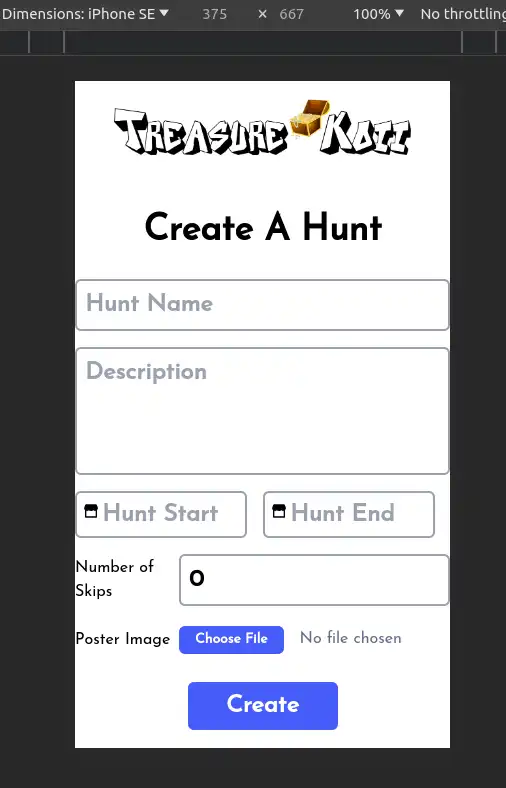 Dimensions: iPhone SE 375 × 667 100% No throttling
Treasure Koii
Create A Hunt
Hunt Name
Description
Hunt Start Hunt End
Number of
Skips
0
Poster Image Choose File No file chosen
Create